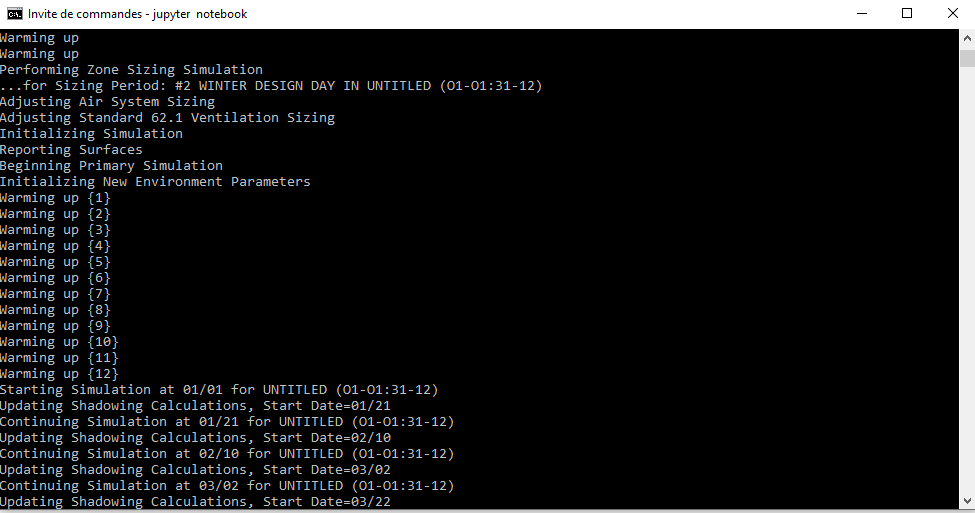 Invite de commandes - jupyter notebook
Warming up
Warming up
Performing Zone Sizing Simulation
...for Sizing Period: #2 WINTER DESIGN DAY IN UNTITLED (01-01:31-12)
Adjusting Air System Sizing
Adjusting Standard 62.1 Ventilation Sizing
Initializing Simulation
Reporting Surfaces
Beginning Primary Simulation
Initializing New Environment Parameters
Warming up {1}
Warming up {2}
Warming up {3}
Warming up {4}
Warming up {5}
Warming up {6}
Warming up {7}
Warming up {8}
Warming up {9}
Warming up {10}
Warming up {11}
Warming up {12}
Starting Simulation at 01/01 for UNTITLED (01-01:31-12)
Updating Shadowing Calculations, Start Date=01/21
Continuing Simulation at 01/21 for UNTITLED (01-01:31-12)
Updating Shadowing Calculations, Start Date=02/10
Continuing Simulation at 02/10 for UNTITLED (01-01:31-12)
Updating Shadowing Calculations, Start Date=03/02
Continuing Simulation at 03/02 for UNTITLED (01-01:31-12)
Updating Shadowing Calculations, Start Date=03/22